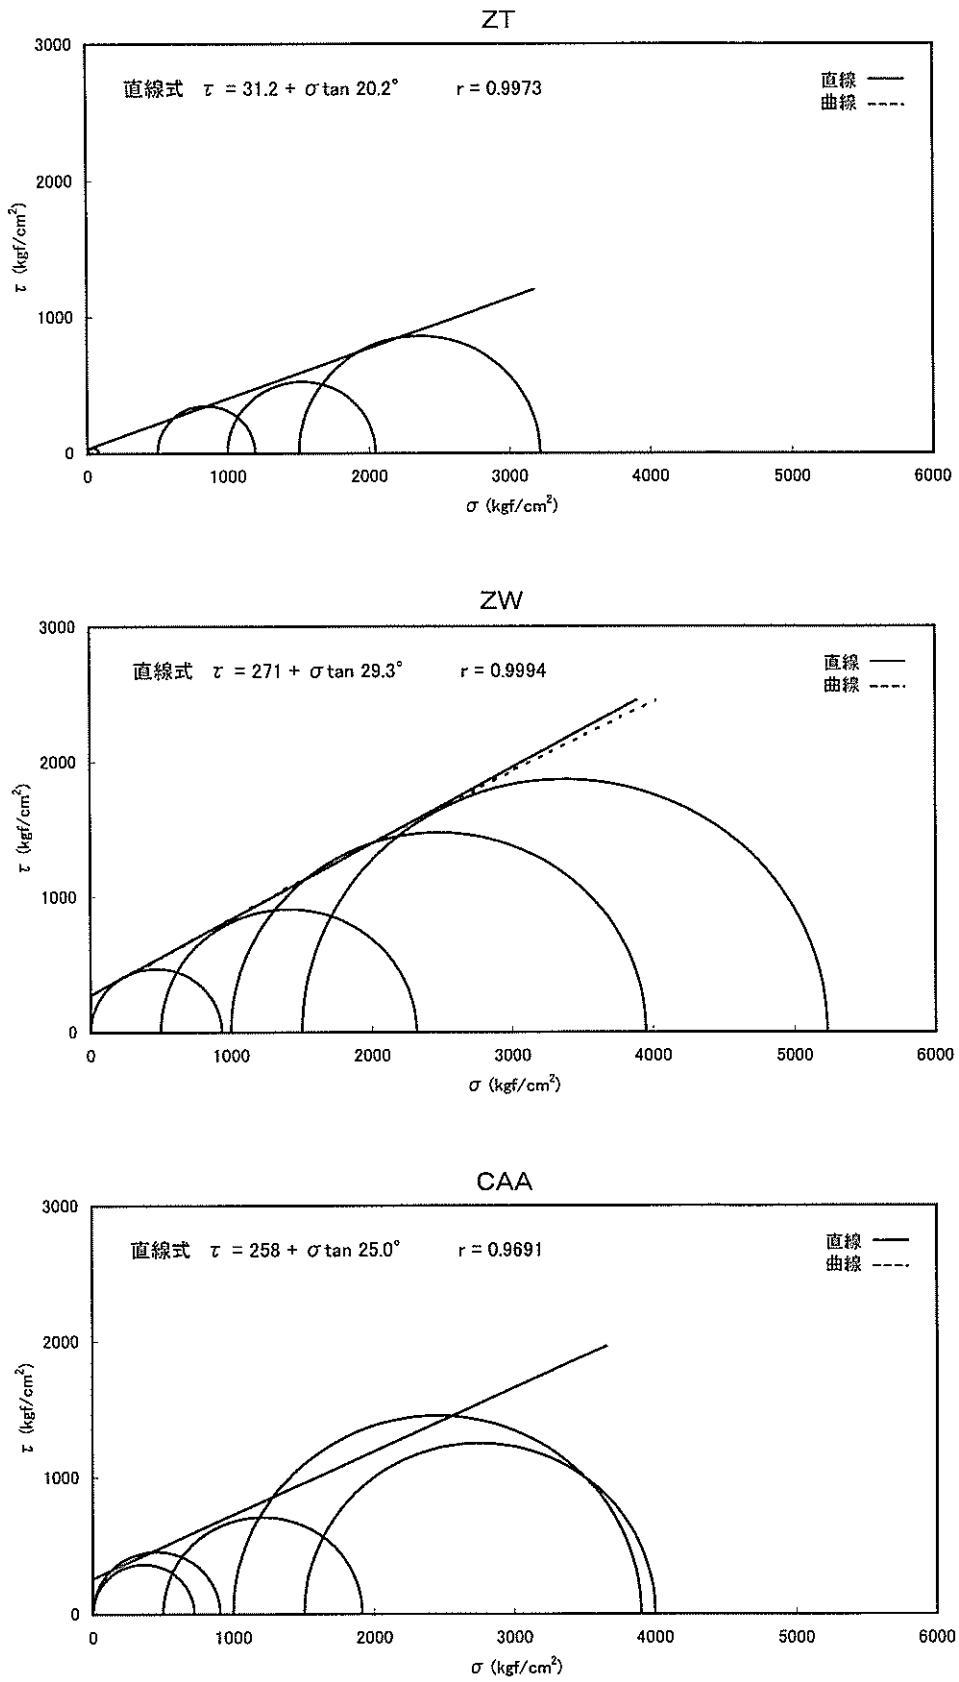 ZT
3000
直線式 τ = 31.2 + σ tan 20.2° r = 0.9973
直線
曲線
2000
1000
0
τ (kgf/cm²)
0 1000 2000 3000 4000 5000 6000
σ (kgf/cm²)
ZW
3000
直線式 τ = 271 + σ tan 29.3° r = 0.9994
直線
曲線
2000
1000
0
τ (kgf/cm²)
0 1000 2000 3000 4000 5000 6000
σ (kgf/cm²)
CAA
3000
直線式 τ = 258 + σ tan 25.0° r = 0.9691
直線
曲線
2000
1000
0
τ (kgf/cm²)
0 1000 2000 3000 4000 5000 6000
σ (kgf/cm²)